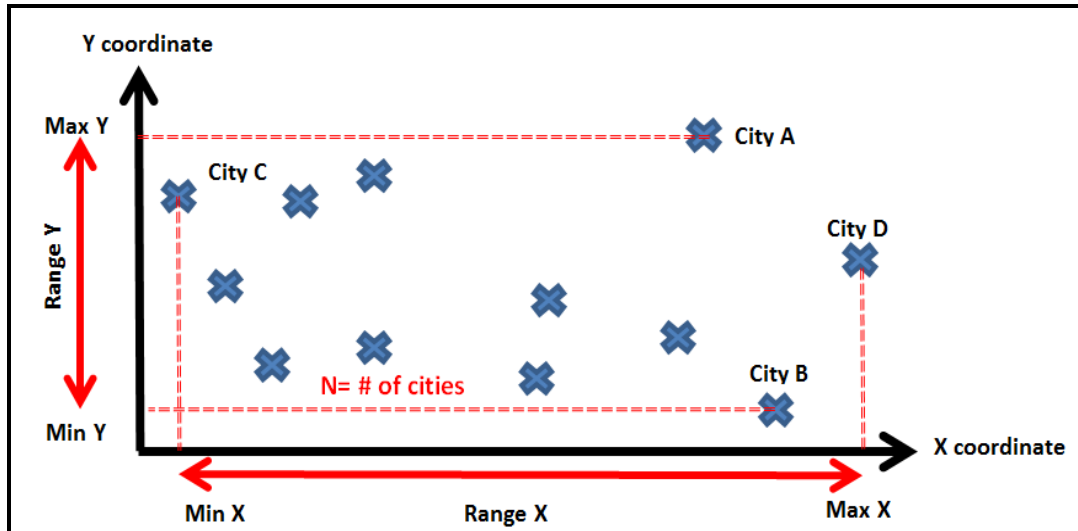 Y coordinate
Max Y
City A
City C
City D
Range Y
City B
N= # of cities
Min Y
X coordinate
Min X
Range X
Max X